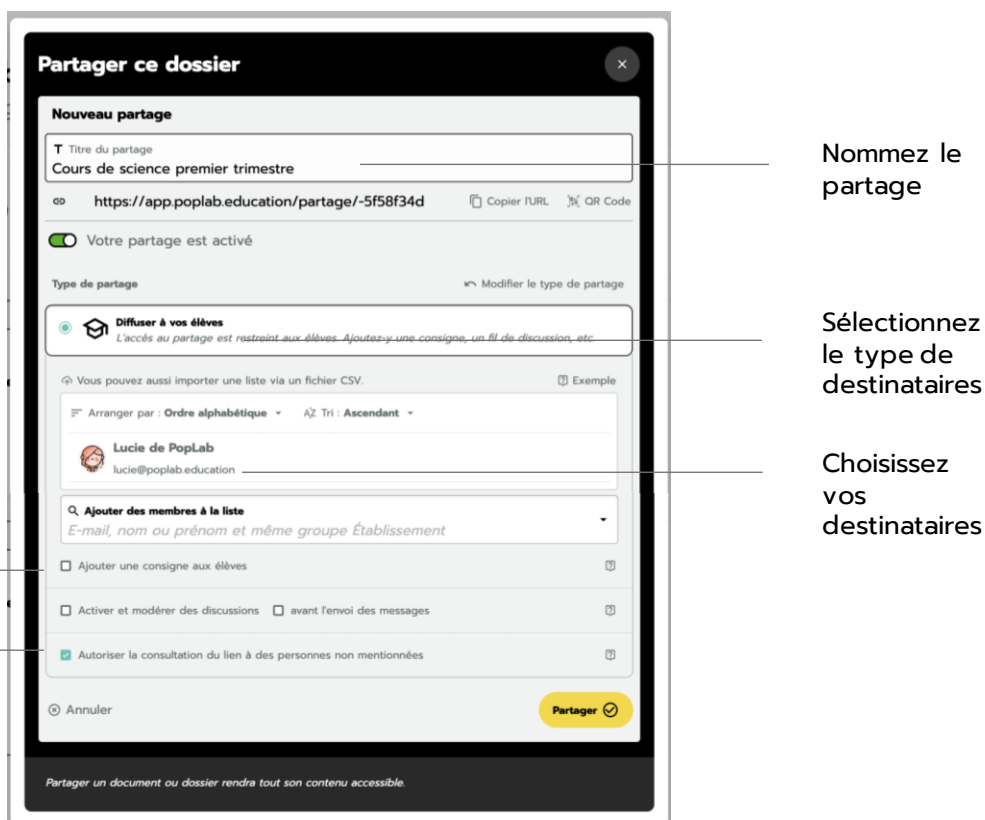 Partager ce dossier
Nouveau partage
Titre du partage
Cours de science premier trimestre
https://app.poplab.education/partage/-5f58f34d Copier l'URL QR Code
Votre partage est activé
Type de partage Modifier le type de partage
Diffuser à vos élèves
L'accès au partage est restreint aux élèves. Ajoutez-y une consigne, un fil de discussion, etc
Vous pouvez aussi importer une liste via un fichier CSV. Exemple
Arranger par : Ordre alphabétique Tri : Ascendant
Lucie de PopLab
lucie@poplab.education
Ajouter des membres à la liste
E-mail, nom ou prénom et même groupe Établissement
Ajouter une consigne aux élèves
Activer et modérer des discussions avant l'envoi des messages
Autoriser la consultation du lien à des personnes non mentionnées
Annuler Partager
Partager un document ou dossier rendra tout son contenu accessible.
Nommez le
partage
Sélectionnez
le type de
destinataires
Choisissez
vos
destinataires